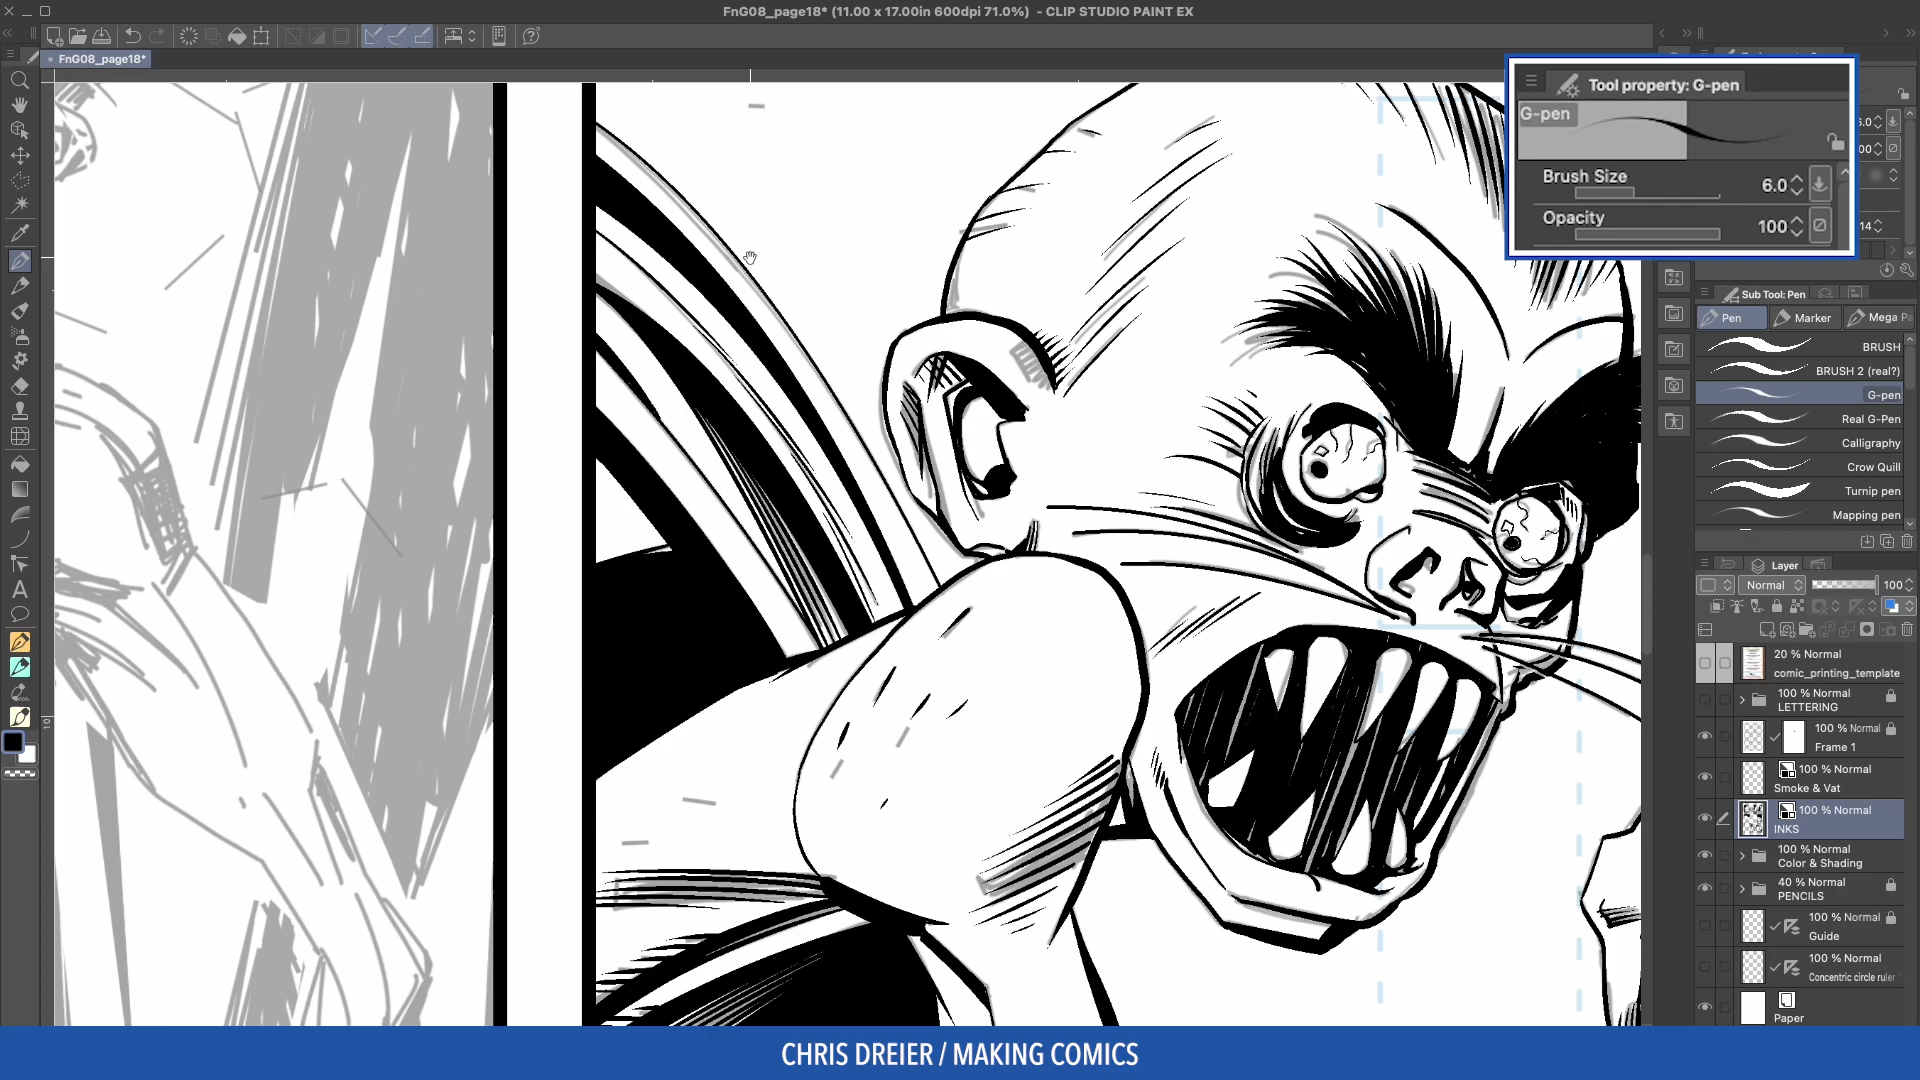 FnG08_page18* (11.00 x 17.00in 600dpi 71.0%) - CLIP STUDIO PAINT EX
FnG08_page18*
Tool property: G-pen
G-pen
Brush Size
6.0
Opacity
100
Sub Tool: Pen
Pen
Marker
Mega Pa
BRUSH
BRUSH 2 (real?)
G-pen
Real G-Pen
Calligraphy
Crow Quill
Turnip pen
Mapping pen
Layer
Normal
100
20 % Normal
comic_printing_template
100 % Normal
LETTERING
100 % Normal
Frame 1
100 % Normal
Smoke & Vat
100 % Normal
INKS
100 % Normal
Color & Shading
40 % Normal
PENCILS
100 % Normal
Guide
100 % Normal
Concentric circle ruler
Paper
CHRIS DREIER / MAKING COMICS